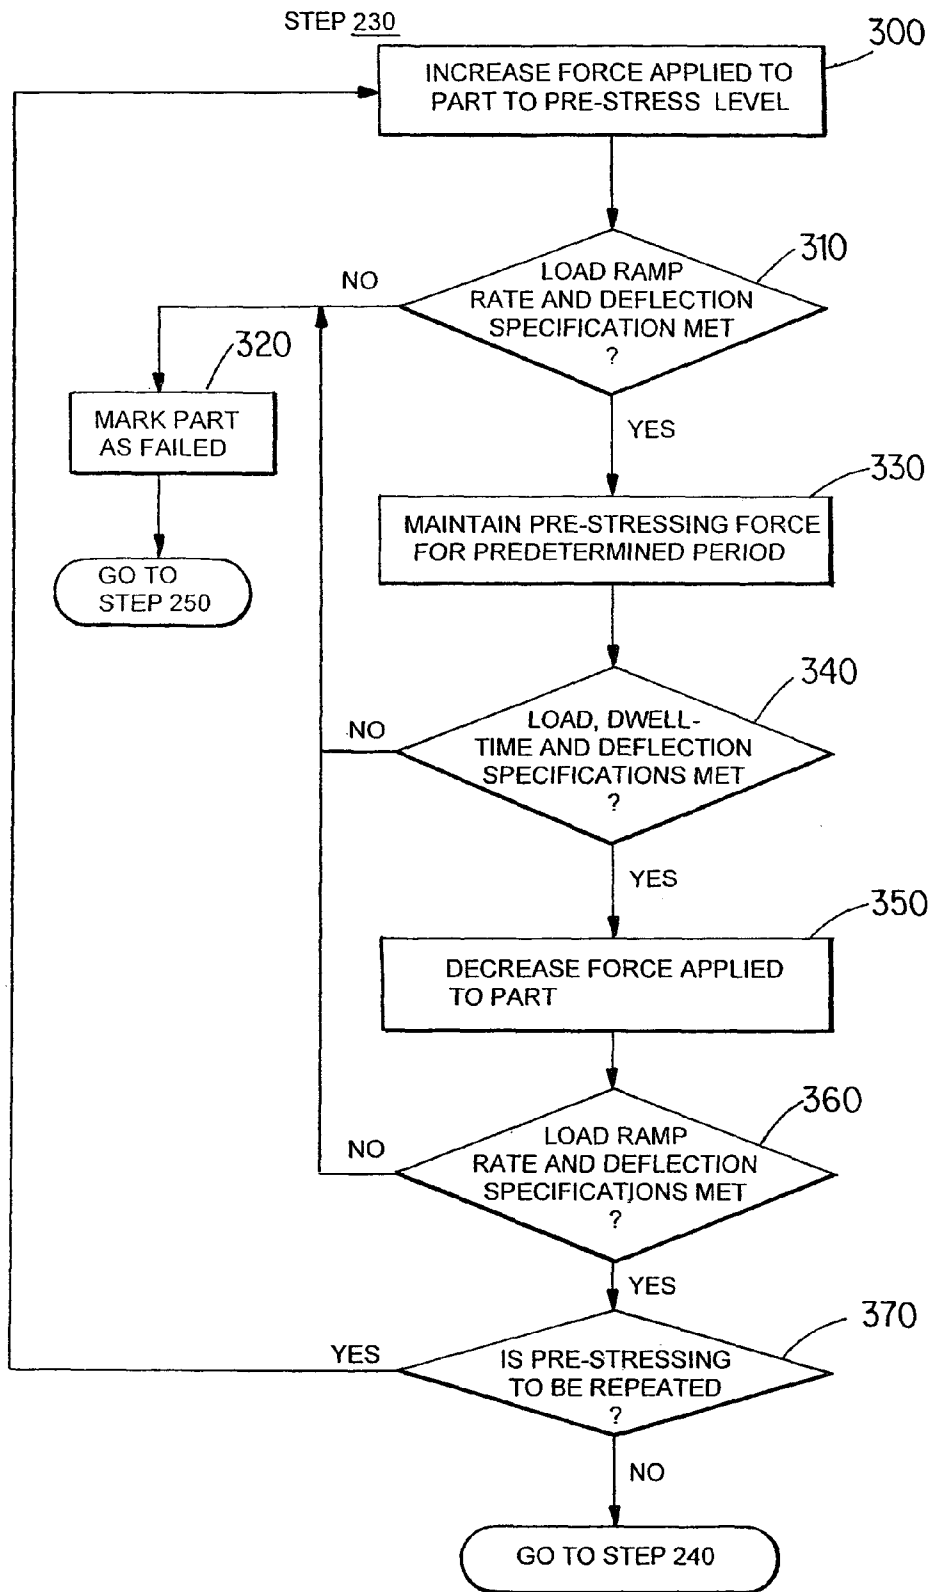 STEP 230
300
INCREASE FORCE APPLIED TO
PART TO PRE-STRESS LEVEL
310
NO
LOAD RAMP
RATE AND DEFLECTION
SPECIFICATION MET
?
320
MARK PART
AS FAILED
YES
330
MAINTAIN PRE-STRESSING FORCE
FOR PREDETERMINED PERIOD
GO TO
STEP 250
340
NO
LOAD, DWELL-
TIME AND DEFLECTION
SPECIFICATIONS MET
?
YES
350
DECREASE FORCE APPLIED
TO PART
360
NO
LOAD RAMP
RATE AND DEFLECTION
SPECIFICATIONS MET
?
YES
370
YES
IS PRE-STRESSING
TO BE REPEATED
?
NO
GO TO STEP 240